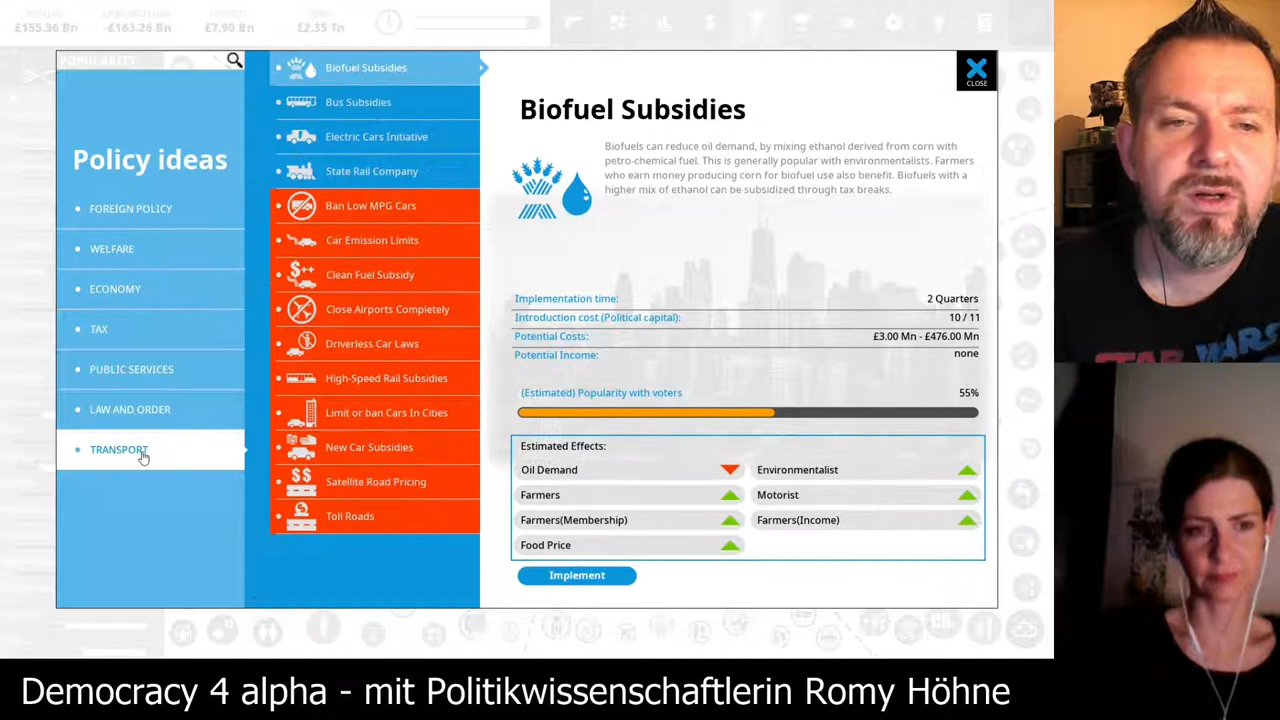 £155.36 Bn
-£163.26 Bn
£7.90 Bn
£2.35 Tn
POPULARITY
CLOSE
Policy ideas
FOREIGN POLICY
WELFARE
ECONOMY
TAX
PUBLIC SERVICES
LAW AND ORDER
TRANSPORT
Biofuel Subsidies
Bus Subsidies
Electric Cars Initiative
State Rail Company
Ban Low MPG Cars
Car Emission Limits
Clean Fuel Subsidy
Close Airports Completely
Driverless Car Laws
High-Speed Rail Subsidies
Limit or ban Cars In Cities
New Car Subsidies
Satellite Road Pricing
Toll Roads
Biofuel Subsidies
Biofuels can reduce oil demand, by mixing ethanol derived from corn with
petro-chemical fuel. This is generally popular with environmentalists. Farmers
who earn money producing corn for biofuel use also benefit. Biofuels with a
higher mix of ethanol can be subsidized through tax breaks.
Implementation time: 2 Quarters
Introduction cost (Political capital): 10 / 11
Potential Costs: £3.00 Mn - £476.00 Mn
Potential Income: none
(Estimated) Popularity with voters 55%
Estimated Effects:
Oil Demand Environmentalist
Farmers Motorist
Farmers(Membership) Farmers(Income)
Food Price
Implement
STAR WARS
Democracy 4 alpha - mit Politikwissenschaftlerin Romy Höhne